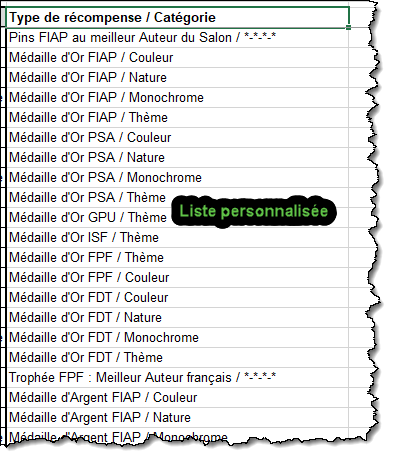 Type de récompense / Catégorie
Pins FIAP au meilleur Auteur du Salon / *-*-*-*
Médaille d'Or FIAP / Couleur
Médaille d'Or FIAP / Nature
Médaille d'Or FIAP / Monochrome
Médaille d'Or FIAP / Thème
Médaille d'Or PSA / Couleur
Médaille d'Or PSA / Nature
Médaille d'Or PSA / Monochrome
Médaille d'Or PSA / Thème
Liste personnalisée
Médaille d'Or GPU / Thème
Médaille d'Or ISF / Thème
Médaille d'Or FPF / Thème
Médaille d'Or FPF / Couleur
Médaille d'Or FDT / Couleur
Médaille d'Or FDT / Nature
Médaille d'Or FDT / Monochrome
Médaille d'Or FDT / Thème
Trophée FPF : Meilleur Auteur français / *-*-*-*
Médaille d'Argent FIAP / Couleur
Médaille d'Argent FIAP / Nature
Médaille d'Argent FIAP / Monochrome